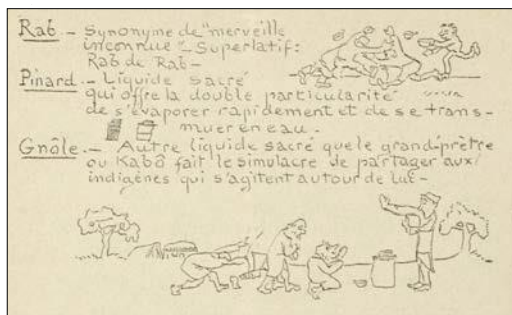 Rab.- Synonyme de "merveille
inconnue"- Superlatif:
Rab de Rab-
Pinard.- Liquide sacré
qui offre la double particularité
de s'évaporer rapidement et de se trans-
muer en eau.
Gnôle.- Autre liquide sacré que le grand-prêtre
ou Kabô fait le simulacre de partager aux
indigènes qui s'agitent autour de lui-